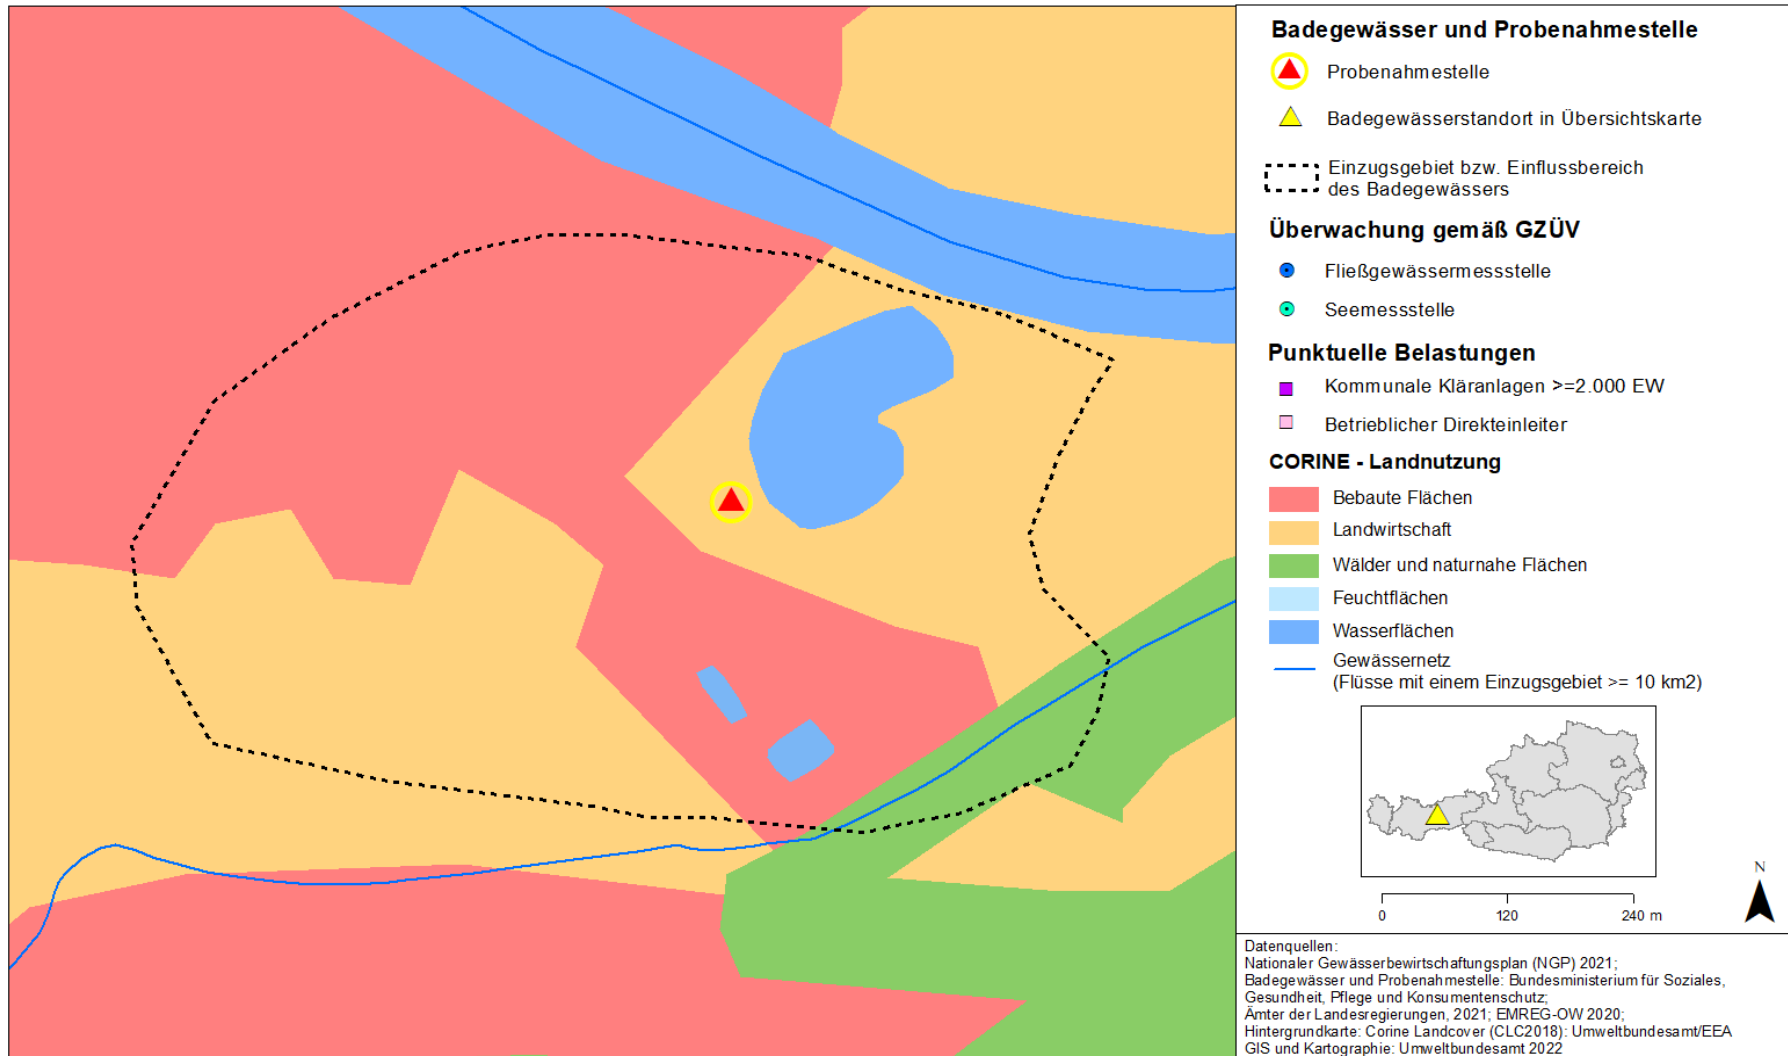 Badegewässer und Probenahmestelle
Probenahmestelle
Badegewässerstandort in Übersichtskarte
Einzugsgebiet bzw. Einflussbereich
des Badegewässers
Überwachung gemäß GZÜV
Fließgewässermessstelle
Seemessstelle
Punktuelle Belastungen
Kommunale Kläranlagen >=2.000 EW
Betrieblicher Direkteinleiter
CORINE - Landnutzung
Bebaute Flächen
Landwirtschaft
Wälder und naturnahe Flächen
Feuchtflächen
Wasserflächen
Gewässernetz
(Flüsse mit einem Einzugsgebiet >= 10 km2)
N
0 120 240 m
Datenquellen:
Nationaler Gewässerbewirtschaftungsplan (NGP) 2021;
Badegewässer und Probenahmestelle: Bundesministerium für Soziales,
Gesundheit, Pflege und Konsumentenschutz;
Ämter der Landesregierungen, 2021; EMREG-OW 2020;
Hintergrundkarte: Corine Landcover (CLC2018): Umweltbundesamt/EEA
GIS und Kartographie: Umweltbundesamt 2022